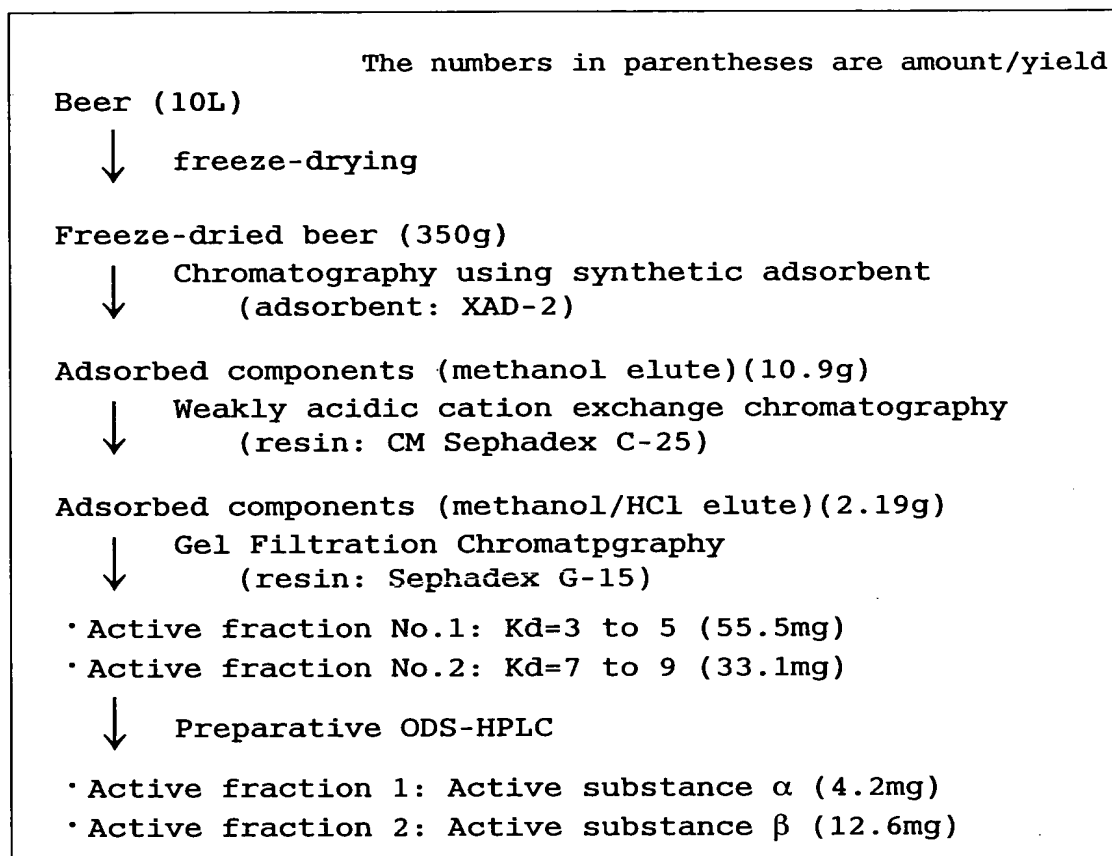 The numbers in parentheses are amount/yield
Beer (10L)
↓ freeze-drying
Freeze-dried beer (350g)
↓ Chromatography using synthetic adsorbent
(adsorbent: XAD-2)
Adsorbed components (methanol elute)(10.9g)
↓ Weakly acidic cation exchange chromatography
(resin: CM Sephadex C-25)
Adsorbed components (methanol/HCl elute)(2.19g)
↓ Gel Filtration Chromatpgraphy
(resin: Sephadex G-15)
・Active fraction No.1: Kd=3 to 5 (55.5mg)
・Active fraction No.2: Kd=7 to 9 (33.1mg)
↓ Preparative ODS-HPLC
・Active fraction 1: Active substance α (4.2mg)
・Active fraction 2: Active substance β (12.6mg)